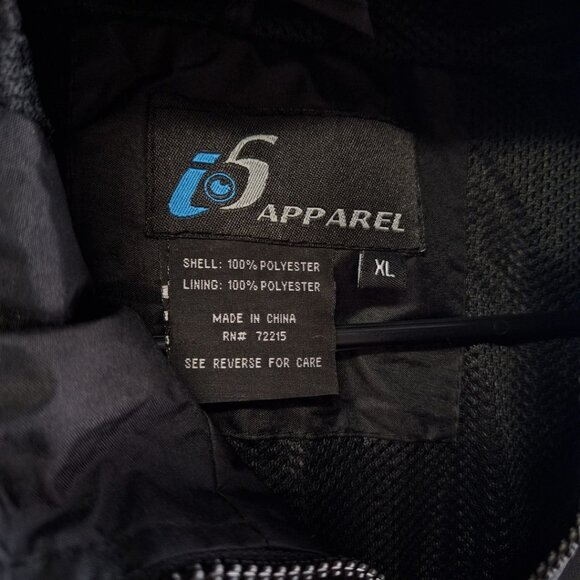 i5
APPAREL
XL
SHELL: 100% POLYESTER
LINING: 100% POLYESTER
MADE IN CHINA
RN# 72215
SEE REVERSE FOR CARE